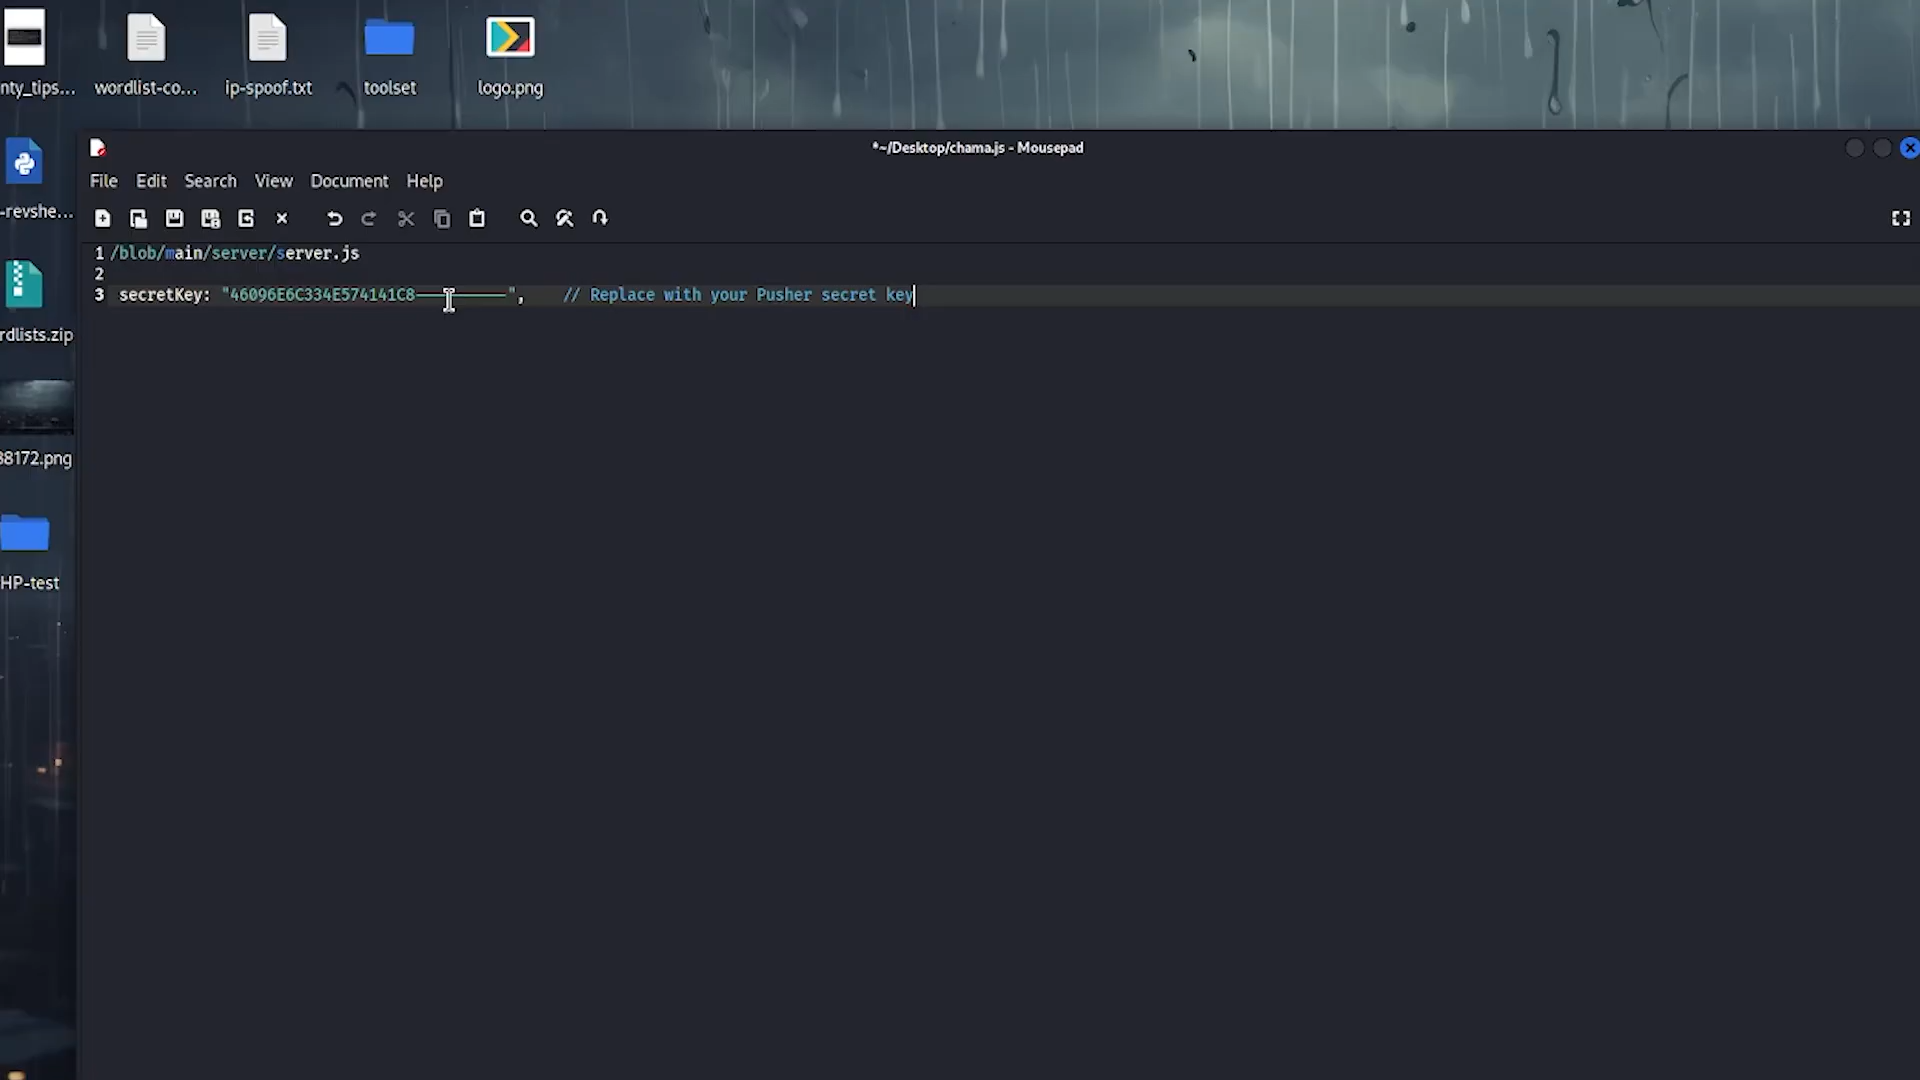 nty_tips...
wordlist-co...
ip-spoof.txt
toolset
logo.png
-revshe...
rdlists.zip
38172.png
HP-test
*~/Desktop/chama.js - Mousepad
File Edit Search View Document Help
1 /blob/main/server/server.js
2
3 secretKey: "46096E6C334E574141C8——————————", // Replace with your Pusher secret key